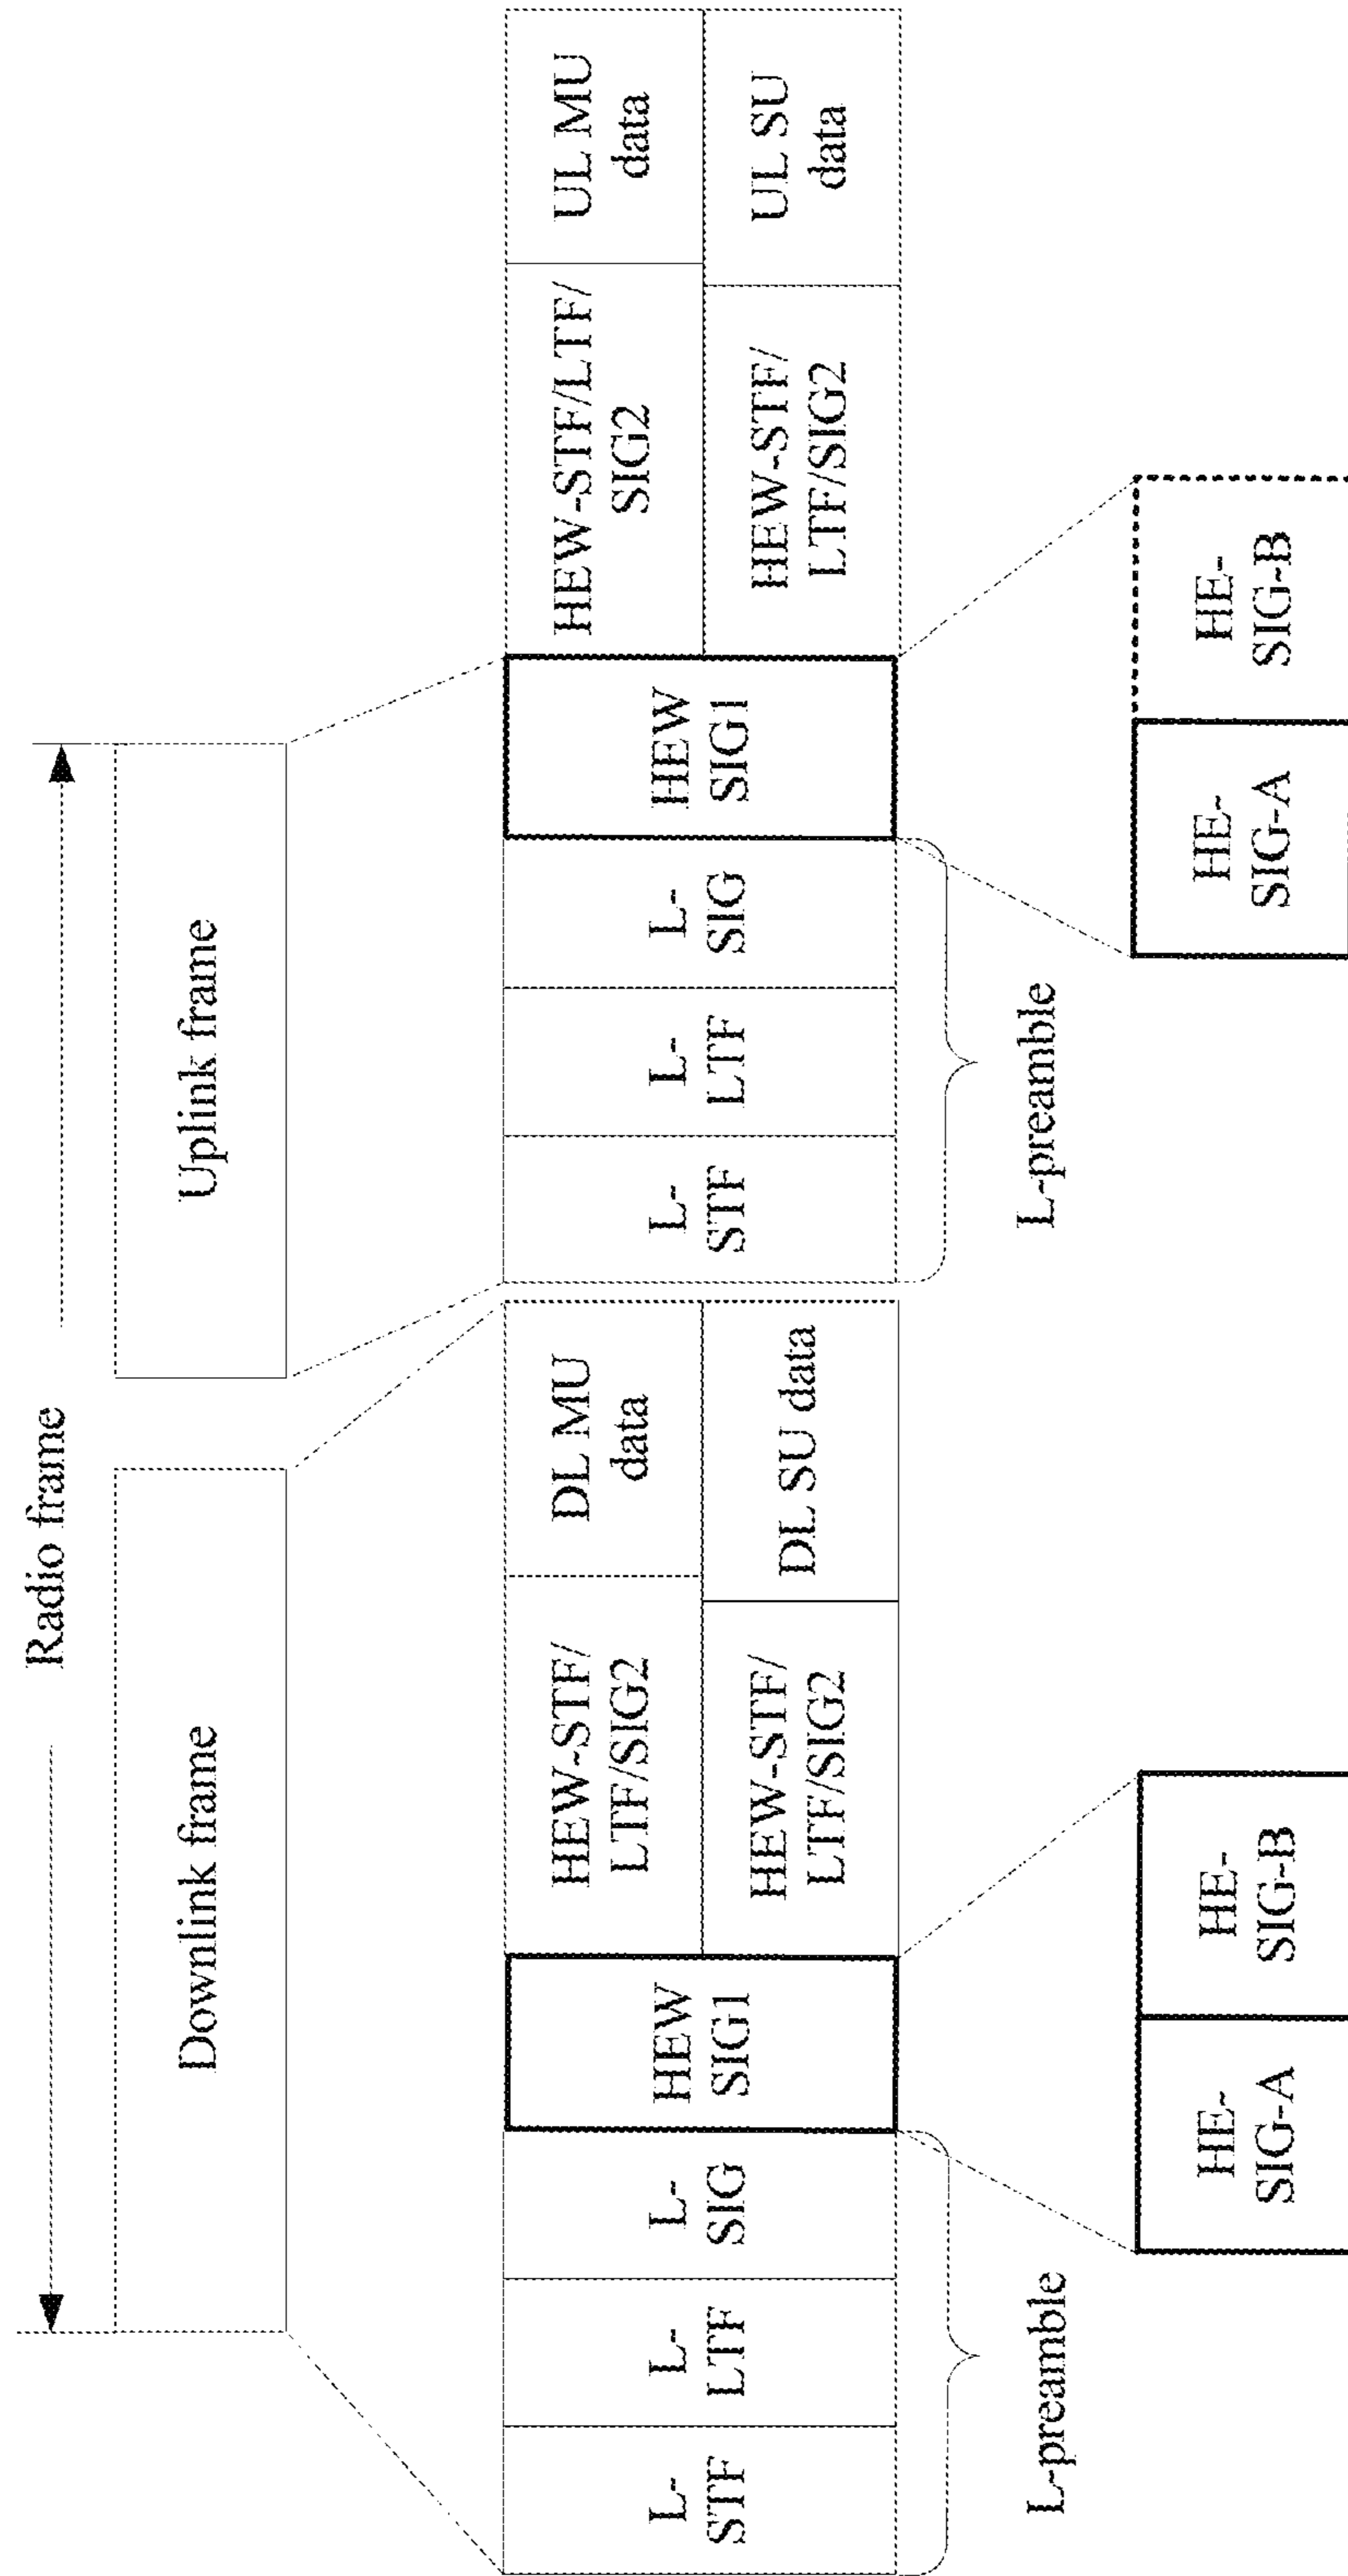 Radio frame
Downlink frame
Uplink frame
L-
STF
L-
LTF
L-
SIG
HEW
SIG1
HEW-STF/
LTF/SIG2
DL MU
data
HEW-STF/
LTF/SIG2
DL SU data
L-
STF
L-
LTF
L-
SIG
HEW
SIG1
HEW-STF/LTF/
SIG2
UL MU
data
HEW-STF/
LTF/SIG2
UL SU
data
L-preamble
L-preamble
HE-
SIG-A
HE-
SIG-B
HE-
SIG-A
HE-
SIG-B